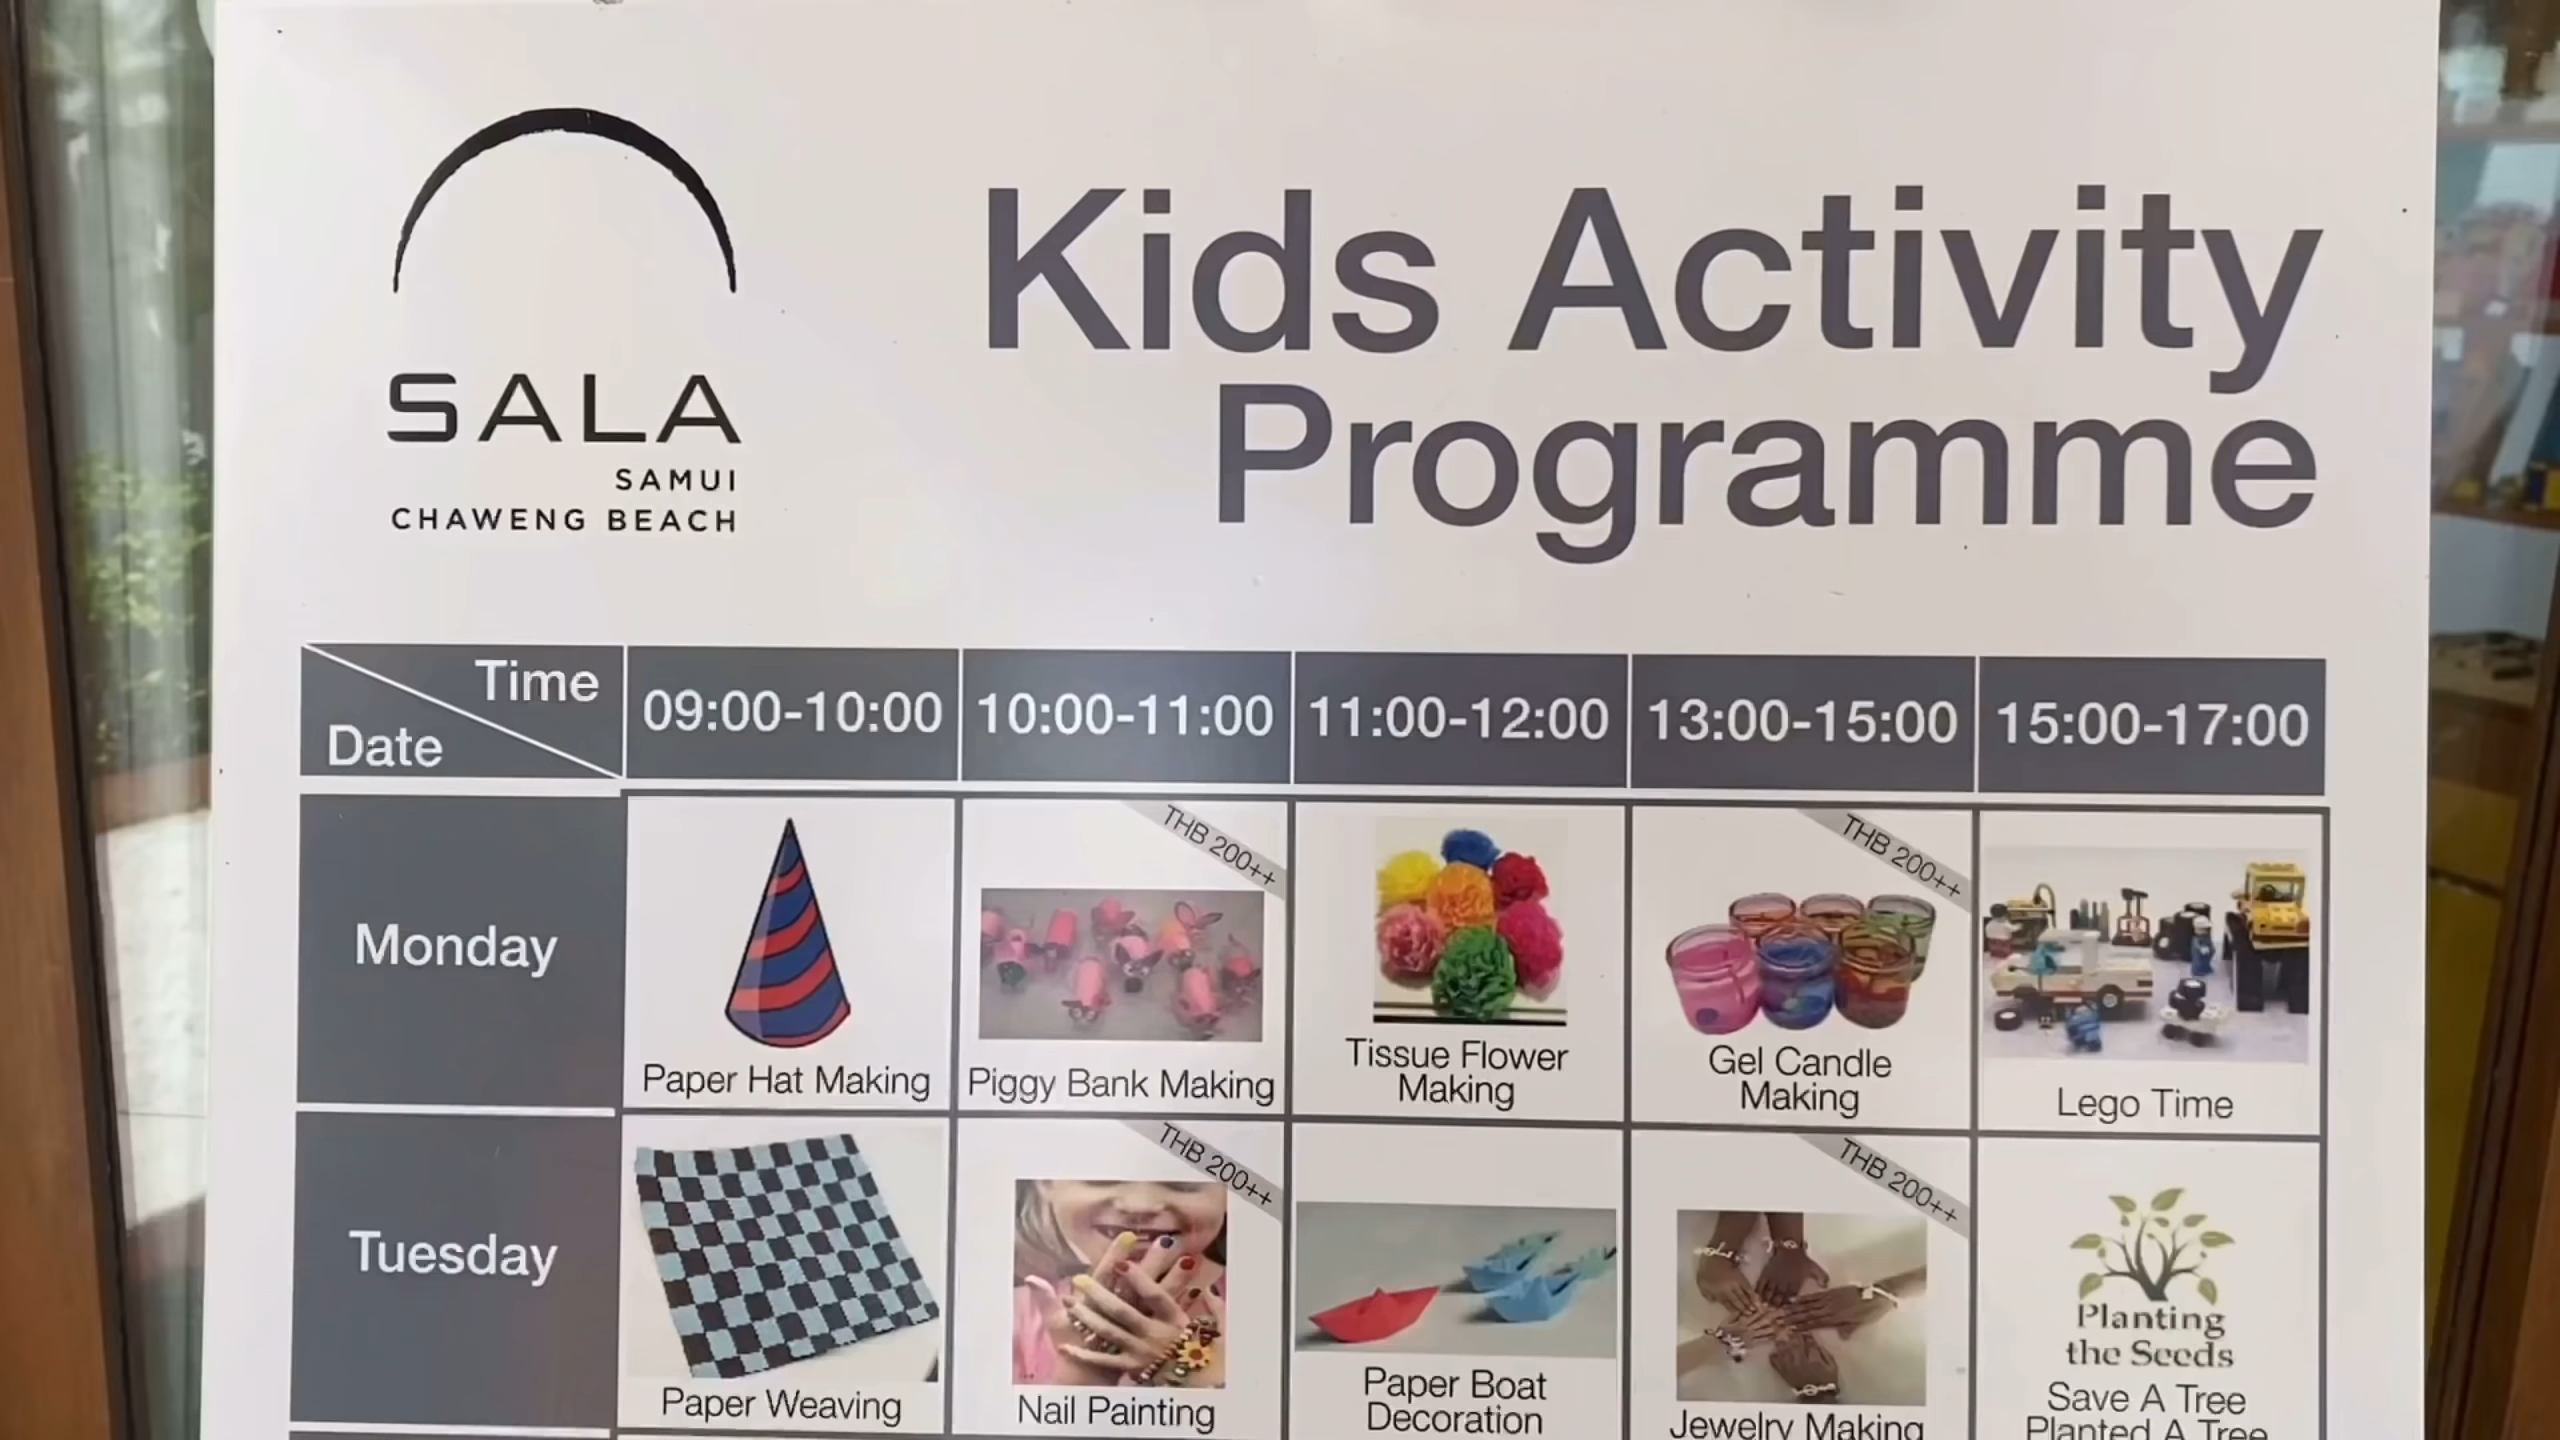 SALA
SAMUI
CHAWENG BEACH
Kids Activity
Programme
Time
Date
09:00-10:00
10:00-11:00
11:00-12:00
13:00-15:00
15:00-17:00
Monday
Paper Hat Making
THB 200++
Piggy Bank Making
Tissue Flower
Making
THB 200++
Gel Candle
Making
Lego Time
Tuesday
Paper Weaving
THB 200++
Nail Painting
Paper Boat
Decoration
THB 200++
Jewelry Making
Planting
the Seeds
Save A Tree
Planted A Tree